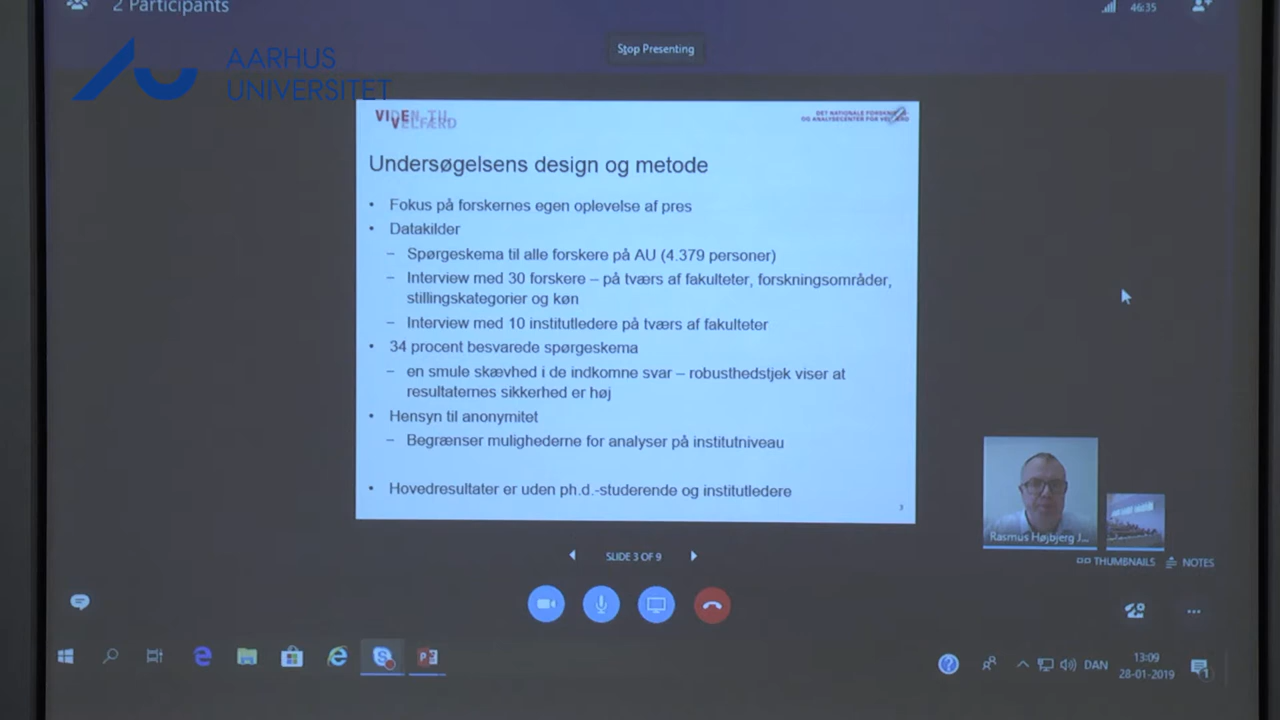 2 Participants
46:35
Stop Presenting
AARHUS
UNIVERSITET
VIDEN TIL
VELFÆRD
DET NATIONALE FORSKNINGS-
OG ANALYSECENTER FOR VELFÆRD
Undersøgelsens design og metode
• Fokus på forskernes egen oplevelse af pres
• Datakilder
– Spørgeskema til alle forskere på AU (4.379 personer)
– Interview med 30 forskere – på tværs af fakulteter, forskningsområder,
stillingskategorier og køn
– Interview med 10 institutledere på tværs af fakulteter
• 34 procent besvarede spørgeskema
– en smule skævhed i de indkomne svar – robusthedstjek viser at
resultaternes sikkerhed er høj
• Hensyn til anonymitet
– Begrænser mulighederne for analyser på institutniveau
• Hovedresultater er uden ph.d.-studerende og institutledere
3
Rasmus Højbjerg J...
SLIDE 3 OF 9
THUMBNAILS
NOTES
DAN
13:09
28-01-2019
1